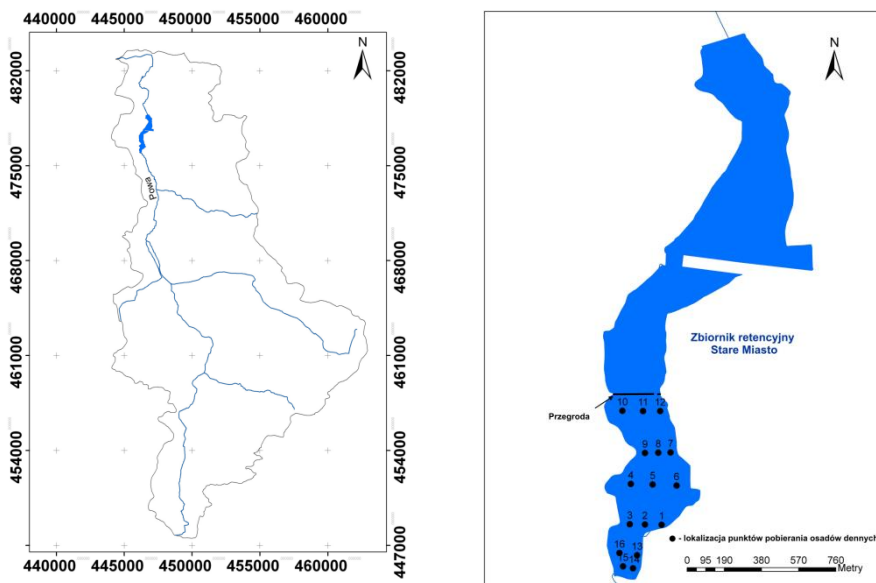 440000 445000 450000 455000 460000
N
482000 482000
475000 475000
Powa
468000 468000
461000 461000
454000 454000
447000 447000
440000 445000 450000 455000 460000
N
Zbiornik retencyjny
Stare Miasto
Przegroda
10 11 12
9 8 7
4 5 6
3 2 1
- lokalizacja punktów pobierania osadów dennych
16 13
15 14
0 95 190 380 570 760
Metry